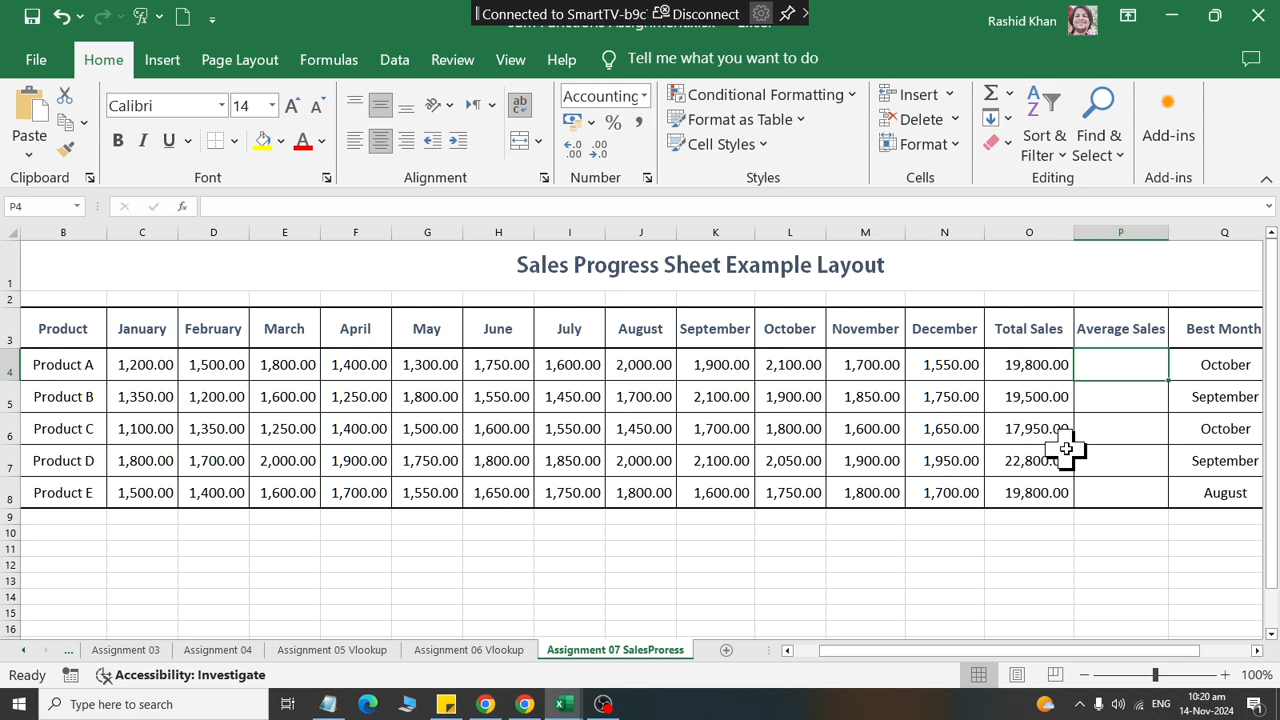 Connected to SmartTV-b9c Disconnect
Rashid Khan
File Home Insert Page Layout Formulas Data Review View Help Tell me what you want to do
Paste
Clipboard
Calibri 14
B I U A
Font
ab
Alignment
Accounting
% ,
Number
Conditional Formatting
Format as Table
Cell Styles
Styles
Insert
Delete
Format
Cells
Sort & Filter
Find & Select
Editing
Add-ins
Add-ins
P4 fx
B C D E F G H I J K L M N O P Q
1 Sales Progress Sheet Example Layout
2
3 Product January February March April May June July August September October November December Total Sales Average Sales Best Month
4 Product A 1,200.00 1,500.00 1,800.00 1,400.00 1,300.00 1,750.00 1,600.00 2,000.00 1,900.00 2,100.00 1,700.00 1,550.00 19,800.00 October
5 Product B 1,350.00 1,200.00 1,600.00 1,250.00 1,800.00 1,550.00 1,450.00 1,700.00 2,100.00 1,900.00 1,850.00 1,750.00 19,500.00 September
6 Product C 1,100.00 1,350.00 1,250.00 1,400.00 1,500.00 1,600.00 1,550.00 1,450.00 1,700.00 1,800.00 1,600.00 1,650.00 17,950.00 October
7 Product D 1,800.00 1,700.00 2,000.00 1,900.00 1,750.00 1,800.00 1,850.00 2,000.00 2,100.00 2,050.00 1,900.00 1,950.00 22,800.00 September
8 Product E 1,500.00 1,400.00 1,600.00 1,700.00 1,550.00 1,650.00 1,750.00 1,800.00 1,600.00 1,750.00 1,800.00 1,700.00 19,800.00 August
9
10
11
12
13
14
15
16
... Assignment 03 Assignment 04 Assignment 05 Vlookup Assignment 06 Vlookup Assignment 07 SalesProress
Ready Accessibility: Investigate 100%
Type here to search ENG 10:20 am
14-Nov-2024